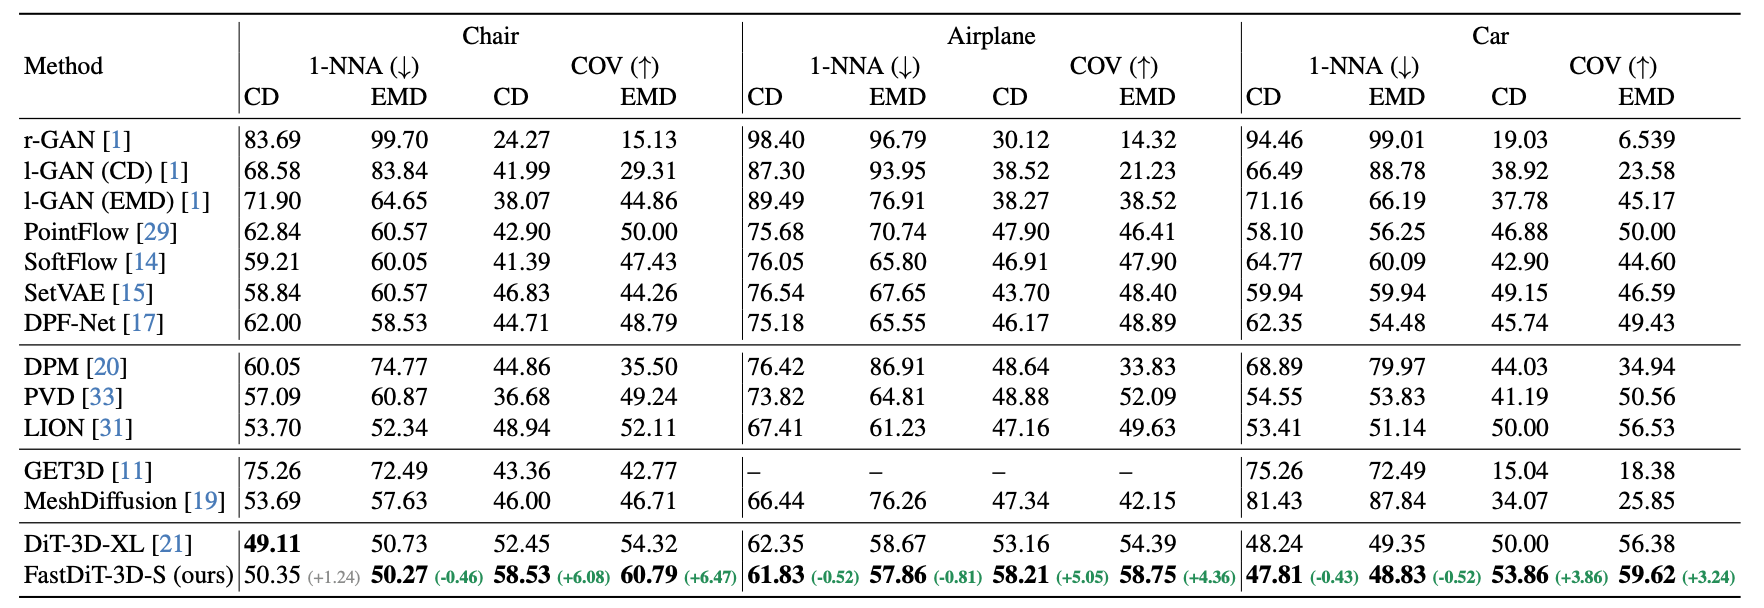 Chair Airplane Car
Method 1-NNA (↓) COV (↑) 1-NNA (↓) COV (↑) 1-NNA (↓) COV (↑)
CD EMD CD EMD CD EMD CD EMD CD EMD CD EMD
r-GAN [1] 83.69 99.70 24.27 15.13 98.40 96.79 30.12 14.32 94.46 99.01 19.03 6.539
l-GAN (CD) [1] 68.58 83.84 41.99 29.31 87.30 93.95 38.52 21.23 66.49 88.78 38.92 23.58
l-GAN (EMD) [1] 71.90 64.65 38.07 44.86 89.49 76.91 38.27 38.52 71.16 66.19 37.78 45.17
PointFlow [29] 62.84 60.57 42.90 50.00 75.68 70.74 47.90 46.41 58.10 56.25 46.88 50.00
SoftFlow [14] 59.21 60.05 41.39 47.43 76.05 65.80 46.91 47.90 64.77 60.09 42.90 44.60
SetVAE [15] 58.84 60.57 46.83 44.26 76.54 67.65 43.70 48.40 59.94 59.94 49.15 46.59
DPF-Net [17] 62.00 58.53 44.71 48.79 75.18 65.55 46.17 48.89 62.35 54.48 45.74 49.43
DPM [20] 60.05 74.77 44.86 35.50 76.42 86.91 48.64 33.83 68.89 79.97 44.03 34.94
PVD [33] 57.09 60.87 36.68 49.24 73.82 64.81 48.88 52.09 54.55 53.83 41.19 50.56
LION [31] 53.70 52.34 48.94 52.11 67.41 61.23 47.16 49.63 53.41 51.14 50.00 56.53
GET3D [11] 75.26 72.49 43.36 42.77 – – – – 75.26 72.49 15.04 18.38
MeshDiffusion [19] 53.69 57.63 46.00 46.71 66.44 76.26 47.34 42.15 81.43 87.84 34.07 25.85
DiT-3D-XL [21] 49.11 50.73 52.45 54.32 62.35 58.67 53.16 54.39 48.24 49.35 50.00 56.38
FastDiT-3D-S (ours) 50.35 (+1.24) 50.27 (-0.46) 58.53 (+6.08) 60.79 (+6.47) 61.83 (-0.52) 57.86 (-0.81) 58.21 (+5.05) 58.75 (+4.36) 47.81 (-0.43) 48.83 (-0.52) 53.86 (+3.86) 59.62 (+3.24)